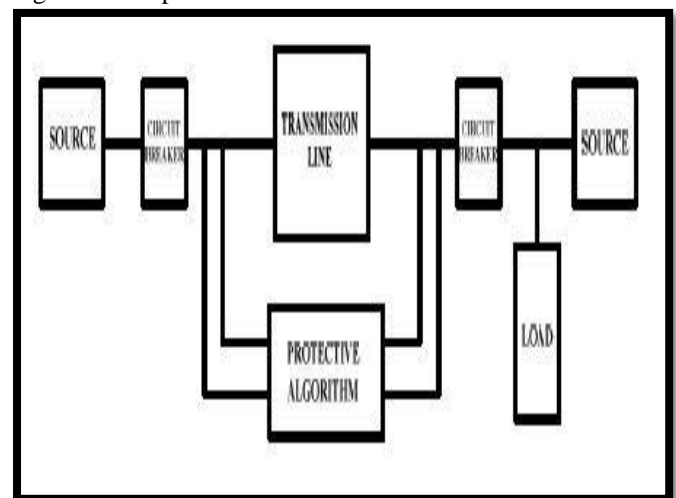 SOURCE
CIRCUIT
BREAKER
TRANSMISSION
LINE
CIRCUIT
BREAKER
SOURCE
PROTECTIVE
ALGORITHM
LOAD